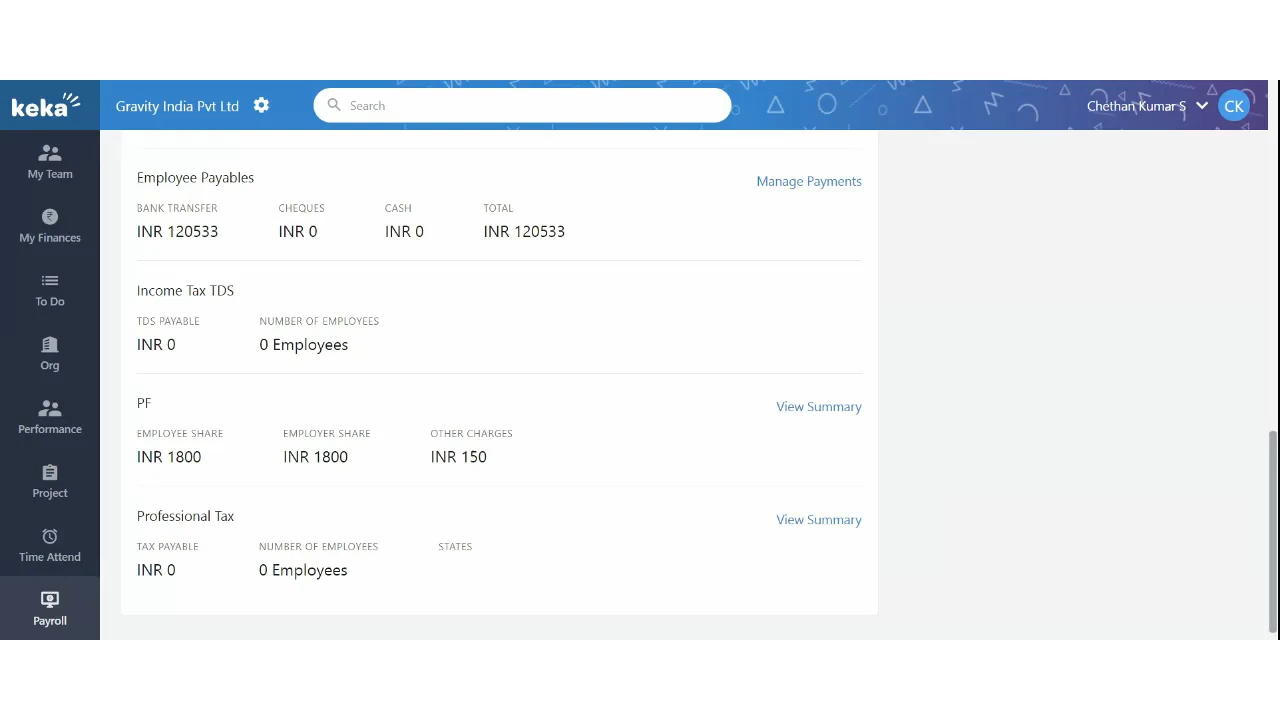 keka
Gravity India Pvt Ltd
Search
Chethan Kumar S
CK
My Team
My Finances
To Do
Org
Performance
Project
Time Attend
Payroll
Employee Payables
Manage Payments
BANK TRANSFER CHEQUES CASH TOTAL
INR 120533 INR 0 INR 0 INR 120533
Income Tax TDS
TDS PAYABLE NUMBER OF EMPLOYEES
INR 0 0 Employees
PF
View Summary
EMPLOYEE SHARE EMPLOYER SHARE OTHER CHARGES
INR 1800 INR 1800 INR 150
Professional Tax
View Summary
TAX PAYABLE NUMBER OF EMPLOYEES STATES
INR 0 0 Employees